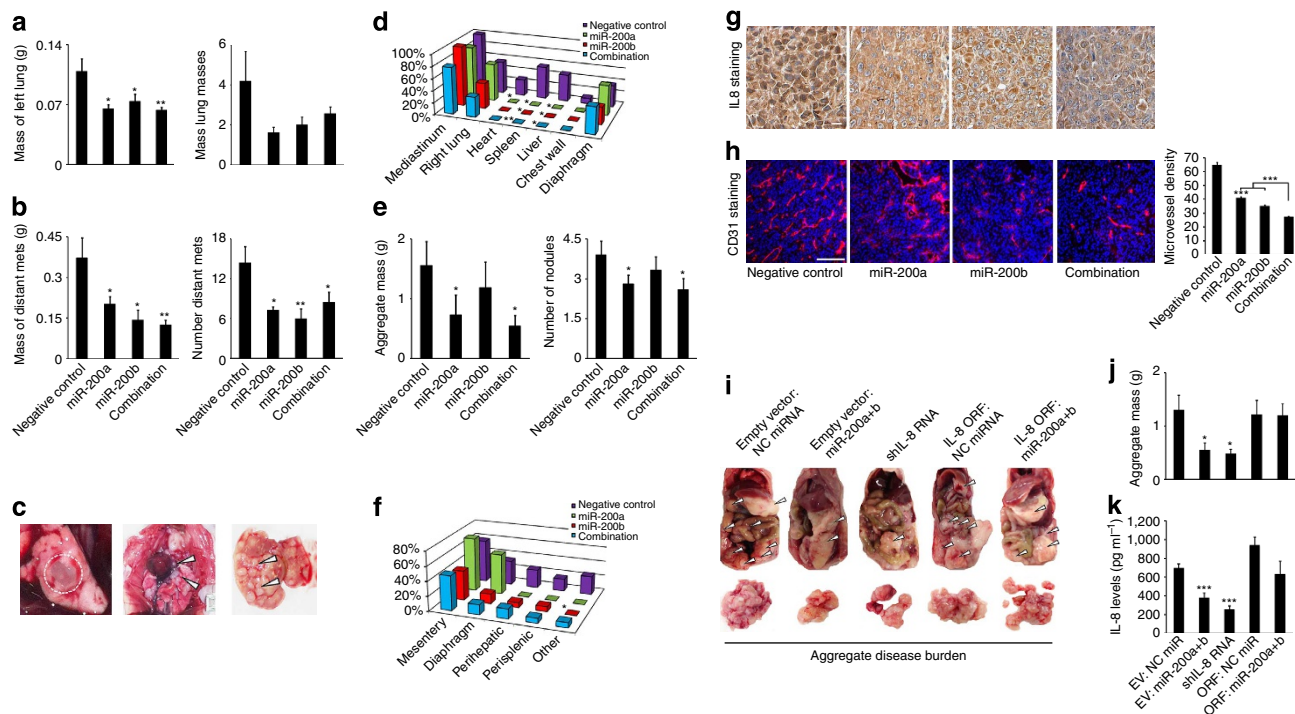 a
Mass of left lung (g)
0.14
0.07
0
*
*
**
Mass lung masses
6
4
2
0
b
Mass of distant mets (g)
0.45
0.3
0.15
0
*
*
**
Negative control
miR-200a
miR-200b
Combination
Number distant mets
18
12
6
0
*
**
*
Negative control
miR-200a
miR-200b
Combination
c
d
Negative control
miR-200a
miR-200b
Combination
100%
80%
60%
40%
20%
0%
Mediastinum
Right lung
Heart
Spleen
Liver
Chest wall
Diaphragm
e
Aggregate mass (g)
2
1
0
*
*
Negative control
miR-200a
miR-200b
Combination
Number of nodules
4.5
3
1.5
0
*
*
Negative control
miR-200a
miR-200b
Combination
f
Negative control
miR-200a
miR-200b
Combination
80%
60%
40%
20%
0%
*
Mesentery
Diaphragm
Perihepatic
Perisplenic
Other
g
IL8 staining
h
CD31 staining
Negative control
miR-200a
miR-200b
Combination
Microvessel density
70
60
50
40
30
20
10
0
***
***
Negative control
miR-200a
miR-200b
Combination
i
Empty vector:
NC miRNA
Empty vector:
miR-200a+b
shIL-8 RNA
IL-8 ORF:
NC miRNA
IL-8 ORF:
miR-200a+b
Aggregate disease burden
j
Aggregate mass (g)
2
1
0
*
*
k
IL-8 levels (pg ml⁻¹)
1,200
1,000
800
600
400
200
0
***
***
EV: NC miR
EV: miR-200a+b
shIL-8 RNA
ORF: NC miR
ORF: miR-200a+b